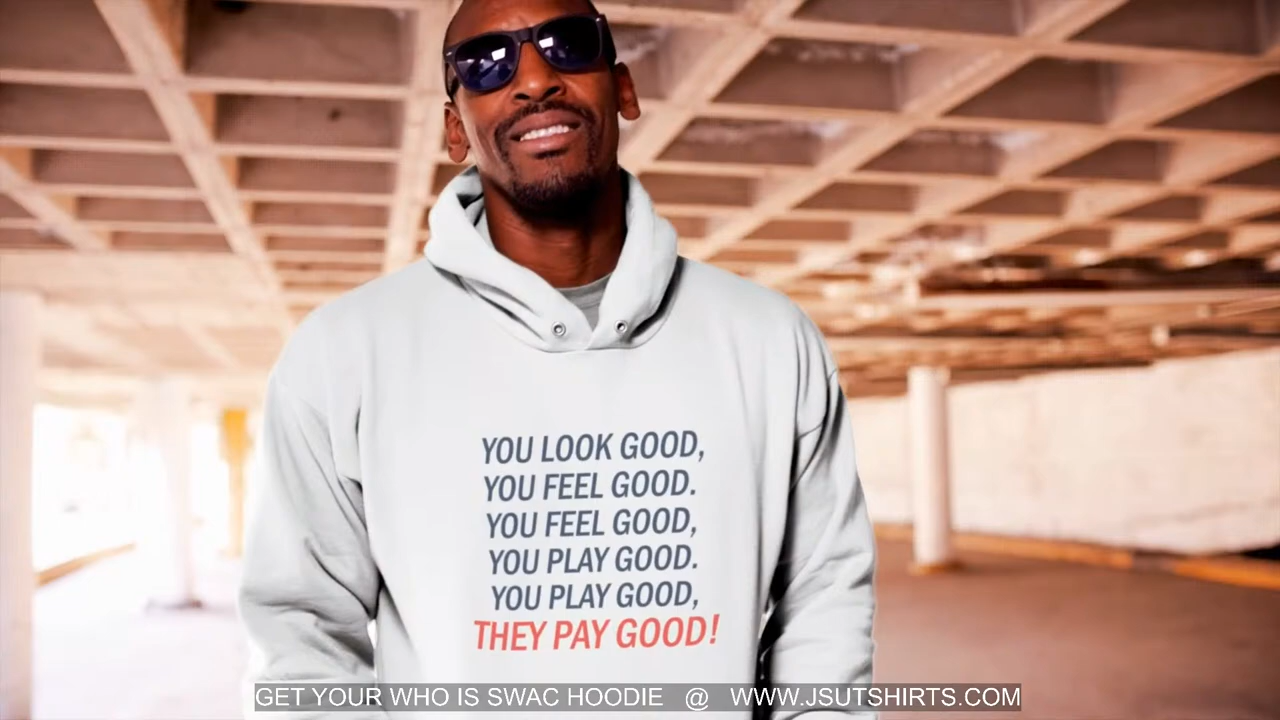 YOU LOOK GOOD,
YOU FEEL GOOD.
YOU FEEL GOOD,
YOU PLAY GOOD.
YOU PLAY GOOD,
THEY PAY GOOD!
GET YOUR WHO IS SWAC HOODIE @ WWW.JSUTSHIRTS.COM